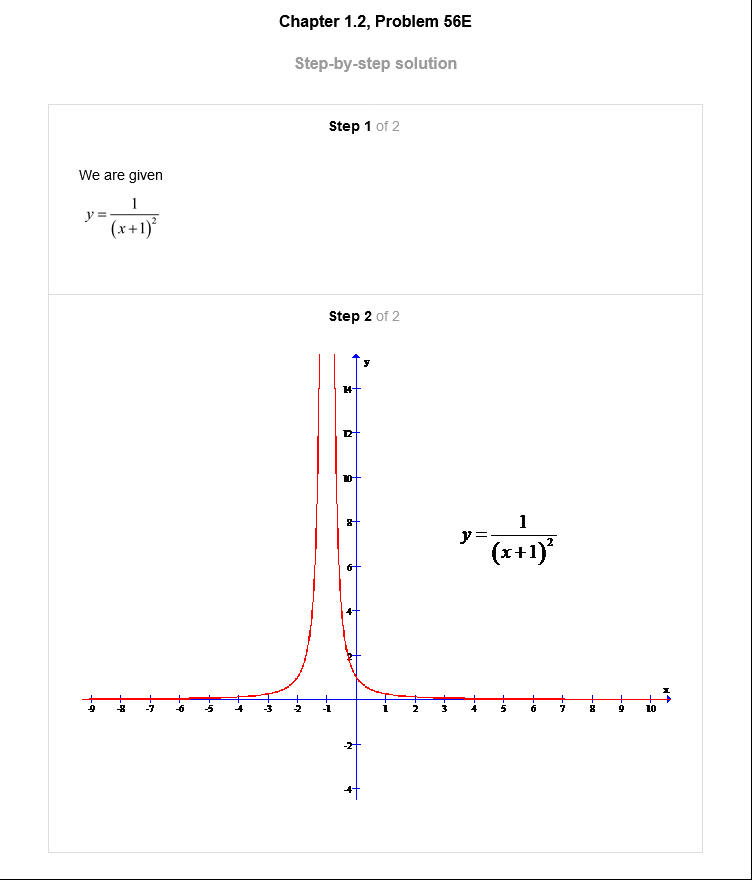 Chapter 1.2, Problem 56E
Step-by-step solution
Step 1 of 2
We are given
y = 1/(x+1)²
Step 2 of 2
y
14
12
10
8
6
4
2
x
-9 -8 -7 -6 -5 -4 -3 -2 -1 1 2 3 4 5 6 7 8 9 10
-2
-4
y = 1/(x+1)²